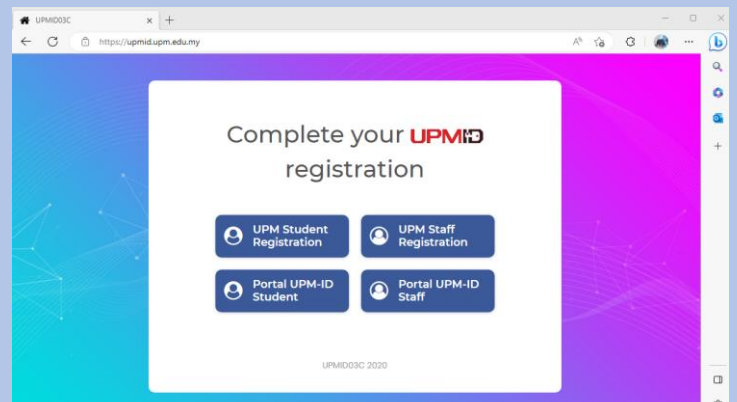 UPMID03C
https://upmid.upm.edu.my
Complete your UPMID
registration
UPM Student
Registration
UPM Staff
Registration
Portal UPM-ID
Student
Portal UPM-ID
Staff
UPMID03C 2020